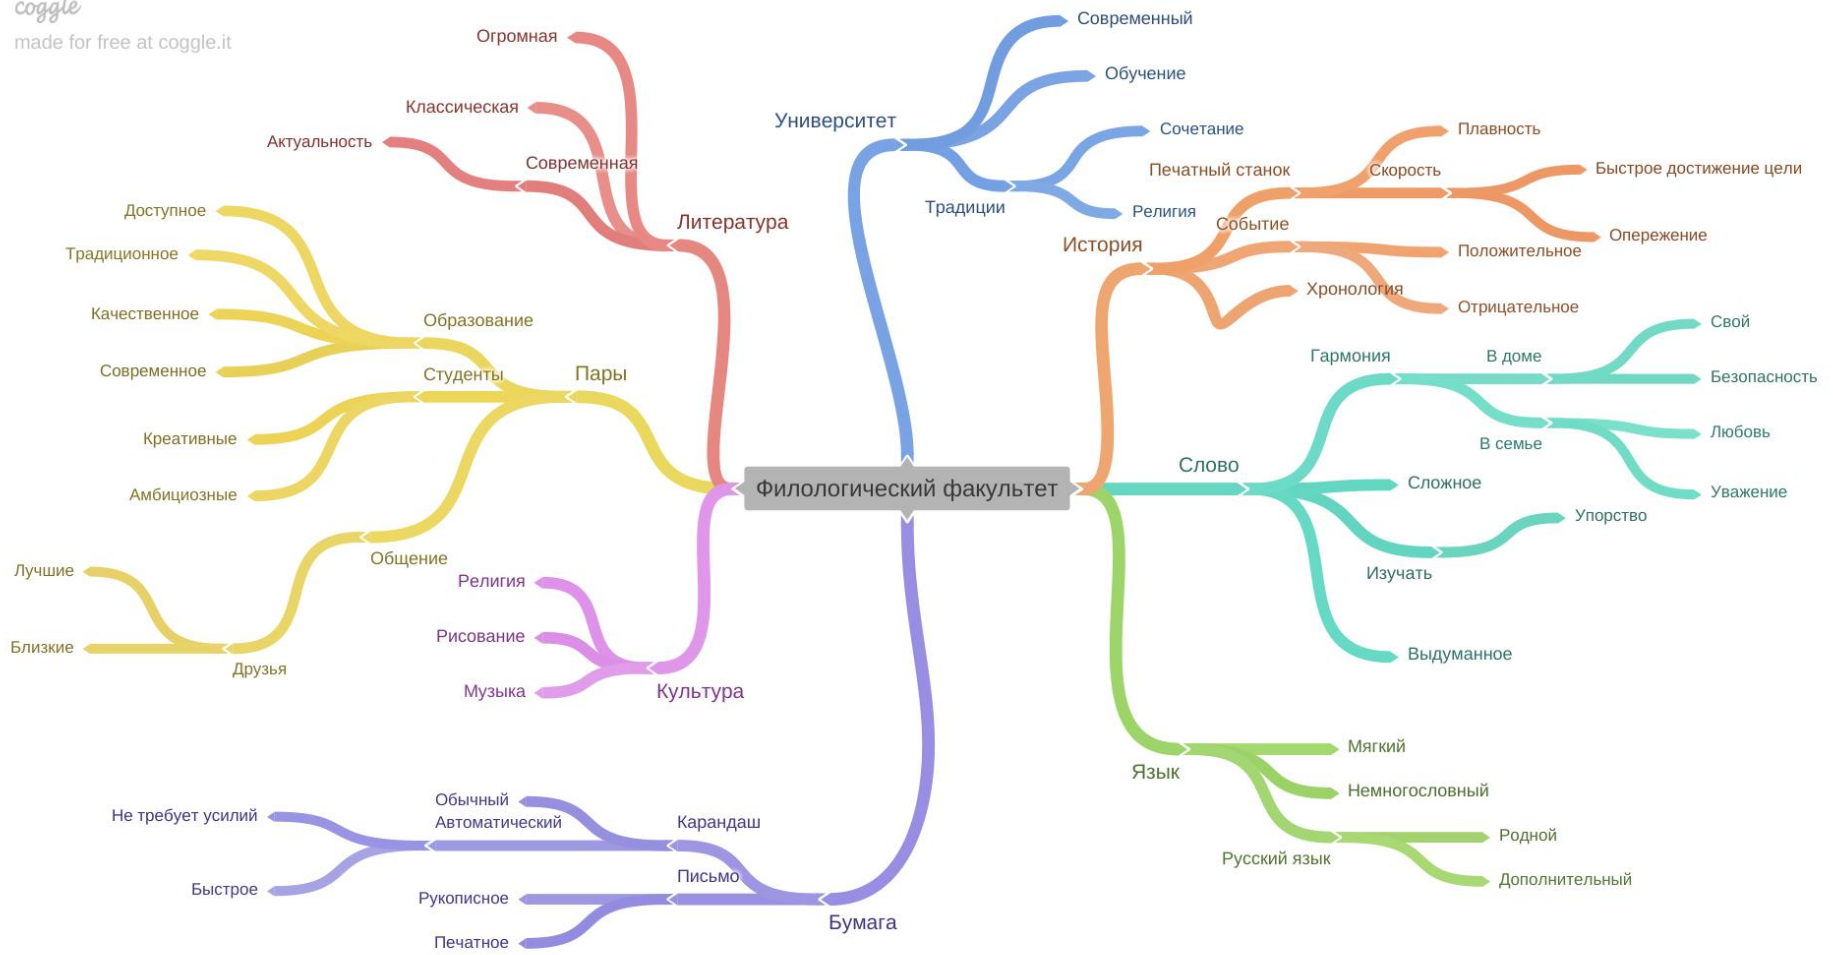 coggle
made for free at coggle.it
Огромная
Классическая
Актуальность
Современная
Литература
Доступное
Традиционное
Качественное
Современное
Образование
Студенты
Пары
Креативные
Амбициозные
Общение
Лучшие
Близкие
Друзья
Религия
Рисование
Музыка
Культура
Не требует усилий
Быстрое
Обычный
Автоматический
Карандаш
Рукописное
Печатное
Письмо
Бумага
Филологический факультет
Университет
Современный
Обучение
Традиции
Сочетание
Религия
История
Печатный станок
Плавность
Скорость
Быстрое достижение цели
Опережение
Событие
Положительное
Отрицательное
Хронология
Слово
Гармония
В доме
Свой
Безопасность
В семье
Любовь
Уважение
Сложное
Изучать
Упорство
Выдуманное
Язык
Мягкий
Немногословный
Русский язык
Родной
Дополнительный